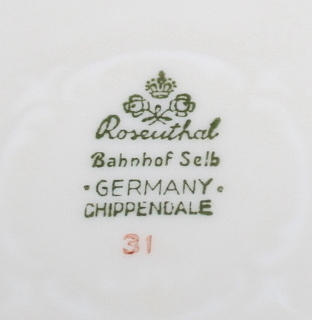 Rosenthal
Bahnhof Selb
· GERMANY ·
CHIPPENDALE
31